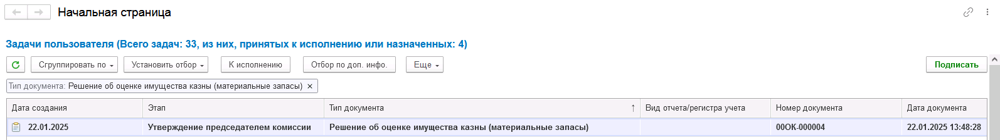 Начальная страница
Задачи пользователя (Всего задач: 33, из них, принятых к исполнению или назначенных: 4)
Сгруппировать по Установить отбор К исполнению Отбор по доп. инфо. Еще Подписать
Тип документа: Решение об оценке имущества казны (материальные запасы) ×
Дата создания Этап Тип документа ↑ Вид отчета/регистра учета Номер документа Дата документа
22.01.2025 Утверждение председателем комиссии Решение об оценке имущества казны (материальные запасы) 00ОК-000004 22.01.2025 13:48:28